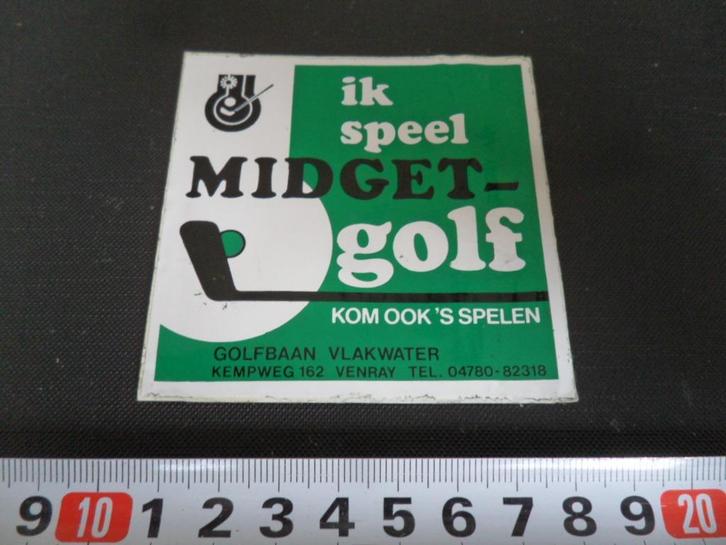 ik
speel
MIDGET-
golf
KOM OOK 'S SPELEN
GOLFBAAN VLAKWATER
KEMPWEG 162 VENRAY TEL. 04780-82318
9 10 1 2 3 4 5 6 7 8 9 20